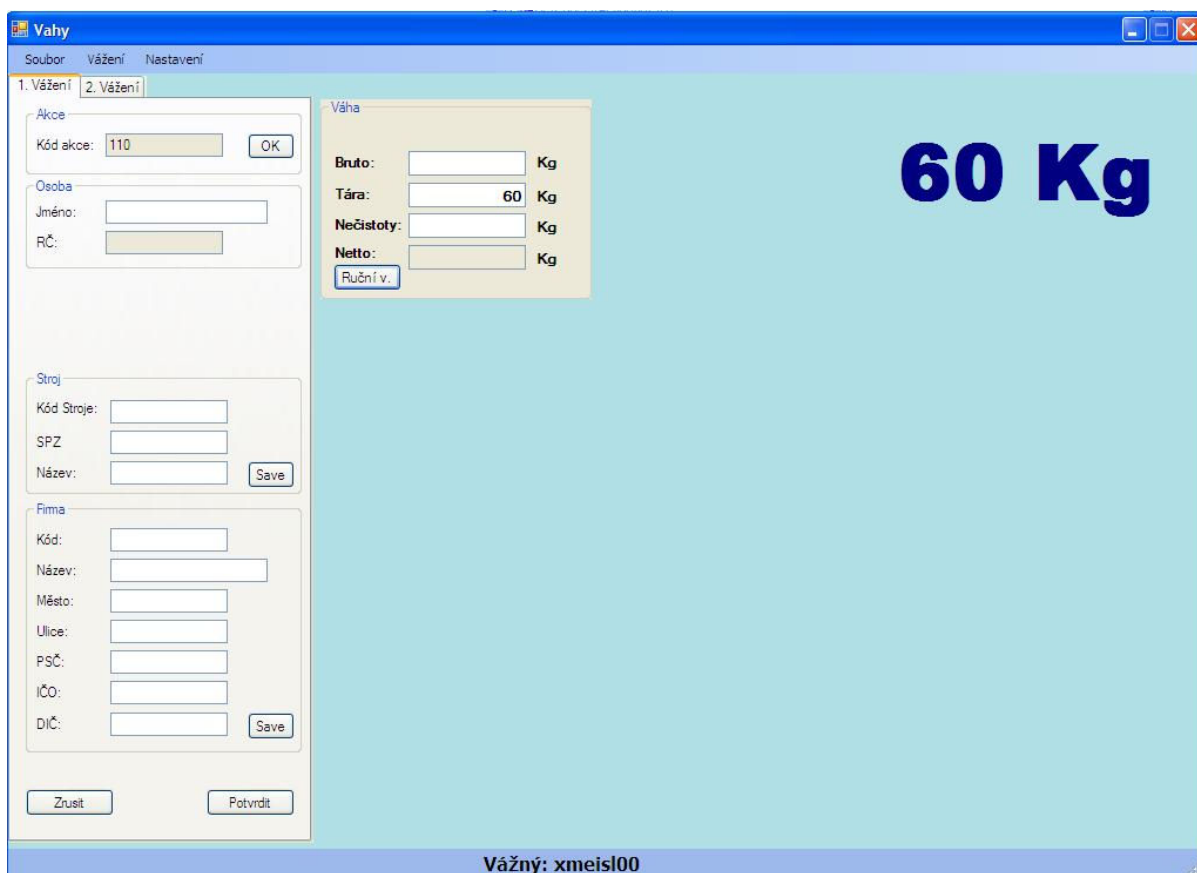 Vahy
Soubor Vážení Nastavení
1. Vážení 2. Vážení
Akce
Kód akce: 110 OK
Osoba
Jméno:
RČ:
Stroj
Kód Stroje:
SPZ
Název: Save
Firma
Kód:
Název:
Město:
Ulice:
PSČ:
IČO:
DIČ: Save
Zrusit Potvrdit
Váha
Bruto: Kg
Tára: 60 Kg
Nečistoty: Kg
Netto: Kg
Ruční v.
60 Kg
Vážný: xmeisl00